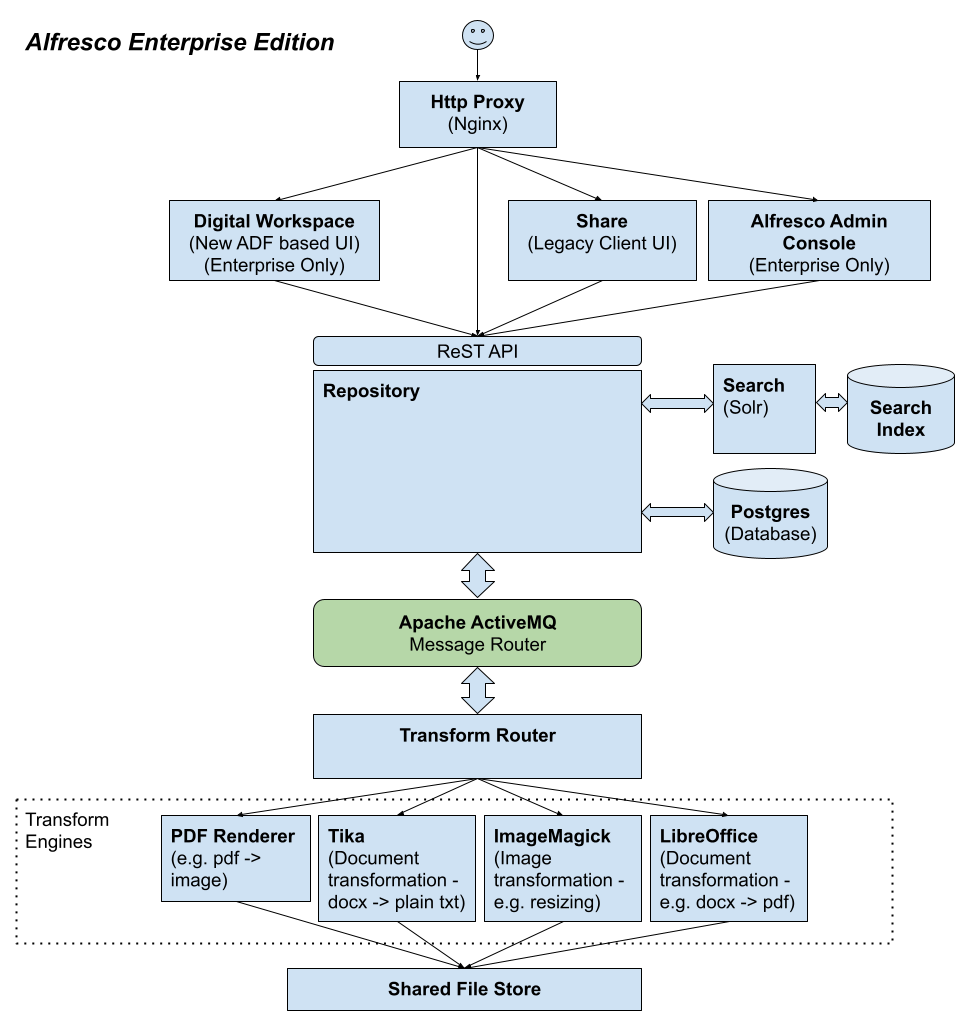 Alfresco Enterprise Edition
Http Proxy
(Nginx)
Digital Workspace
(New ADF based UI)
(Enterprise Only)
Share
(Legacy Client UI)
Alfresco Admin
Console
(Enterprise Only)
ReST API
Repository
Search
(Solr)
Search
Index
Postgres
(Database)
Apache ActiveMQ
Message Router
Transform Router
Transform
Engines
PDF Renderer
(e.g. pdf ->
image)
Tika
(Document
transformation -
docx -> plain txt)
ImageMagick
(Image
transformation -
e.g. resizing)
LibreOffice
(Document
transformation -
e.g. docx -> pdf)
Shared File Store